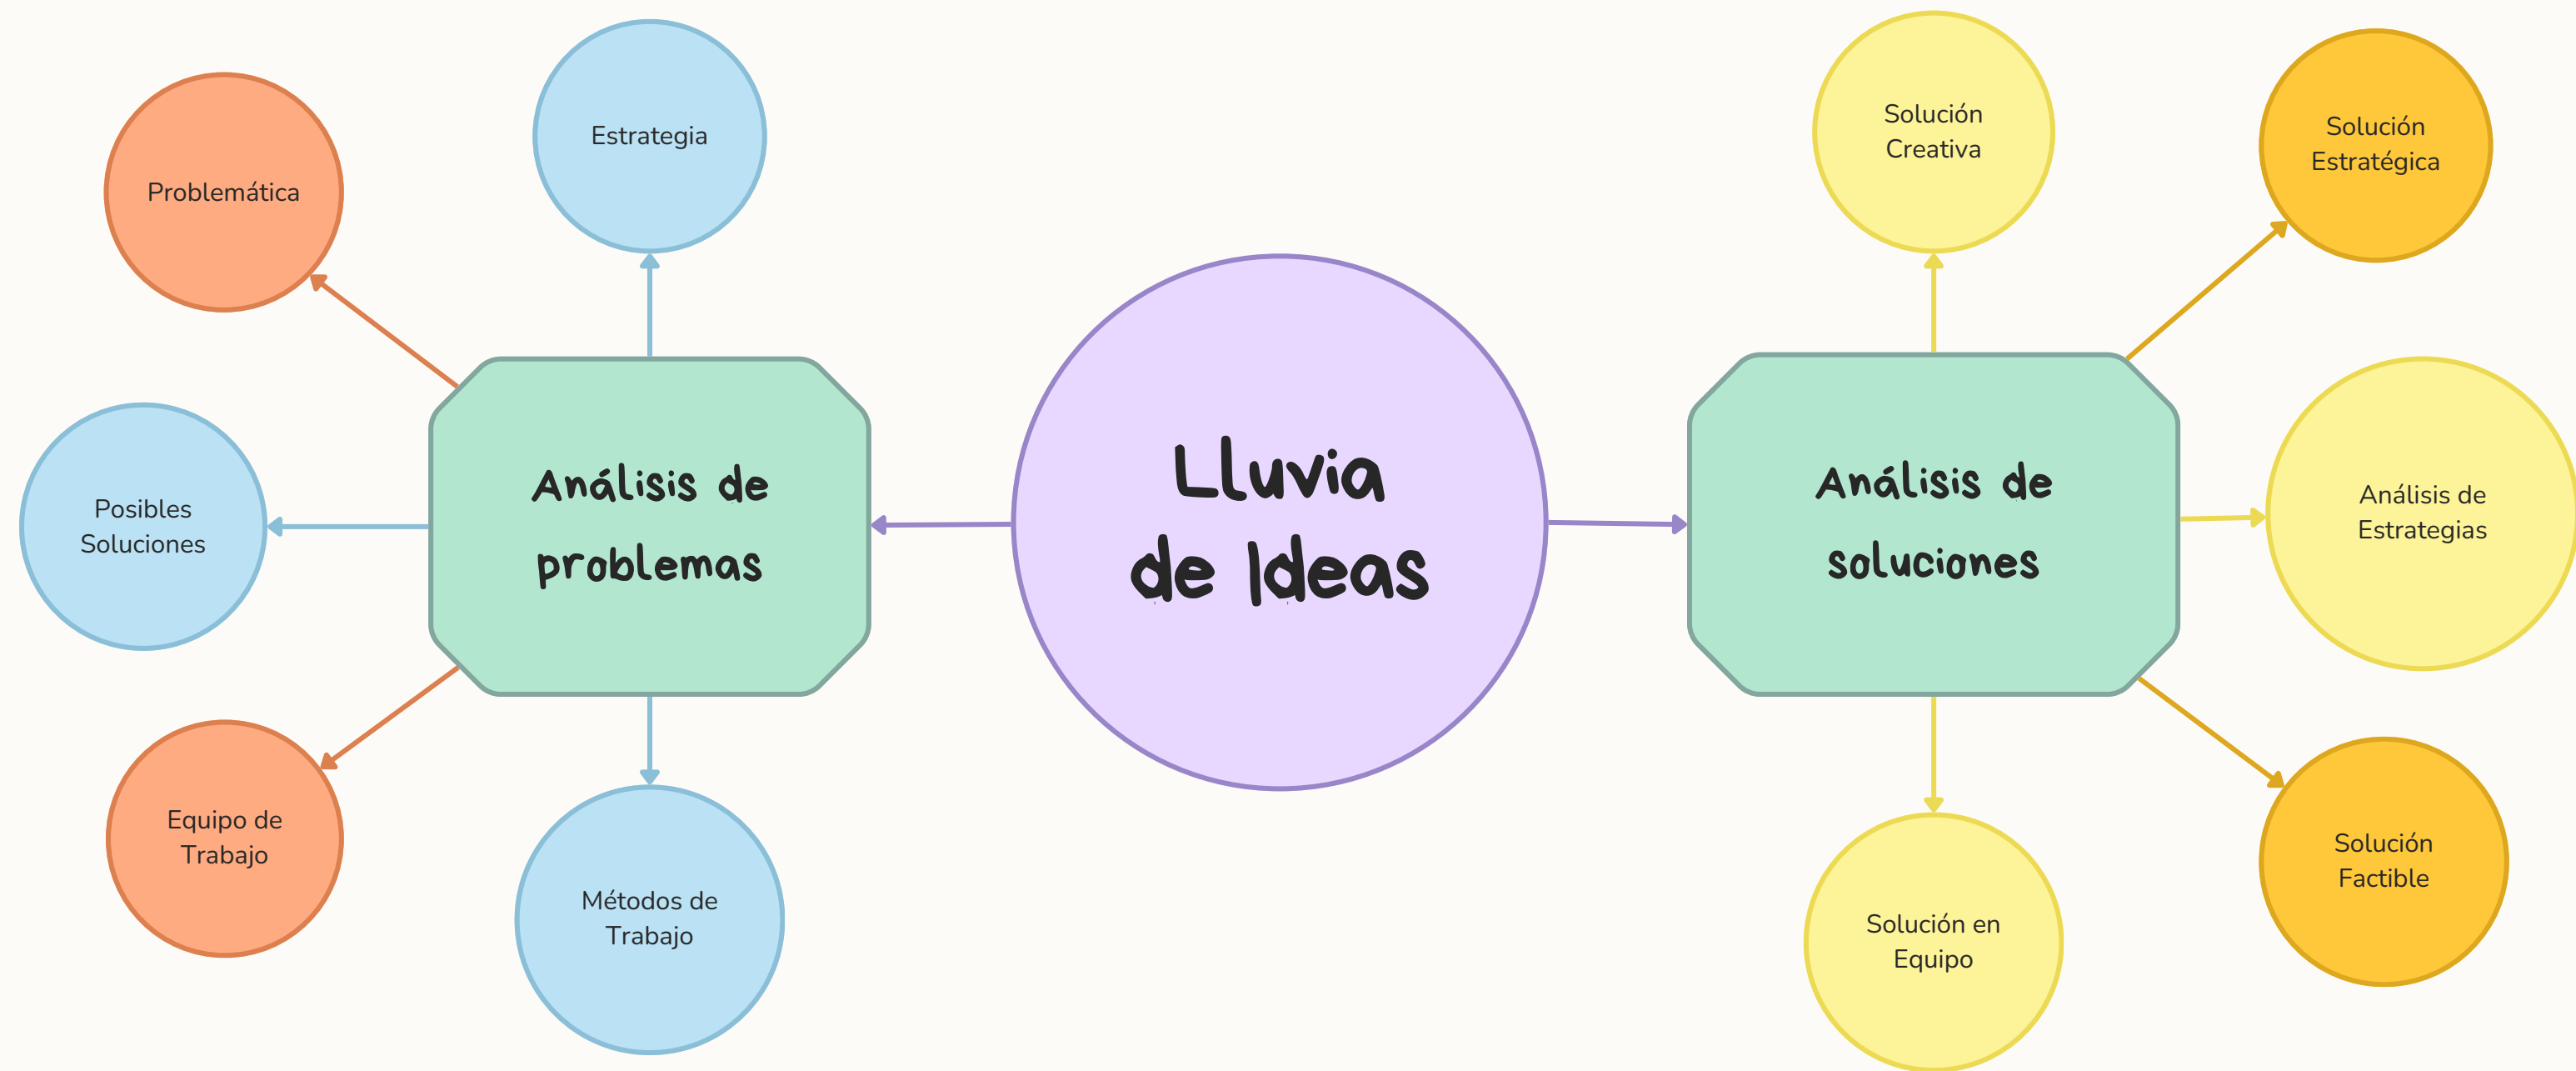 Estrategia
Problemática
Posibles
Soluciones
Análisis de
problemas
Equipo de
Trabajo
Métodos de
Trabajo
Lluvia
de Ideas
Solución
Creativa
Solución
Estratégica
Análisis de
soluciones
Análisis de
Estrategias
Solución
Factible
Solución en
Equipo